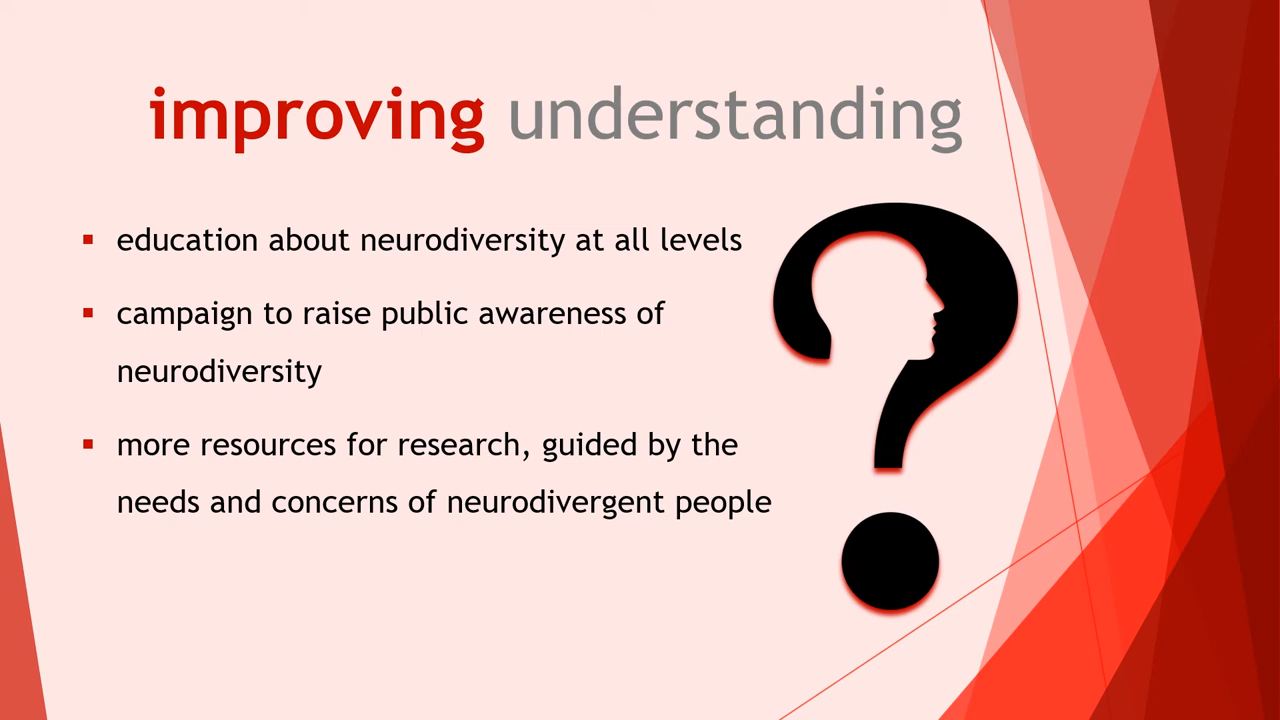 improving understanding
education about neurodiversity at all levels
campaign to raise public awareness of
neurodiversity
more resources for research, guided by the
needs and concerns of neurodivergent people